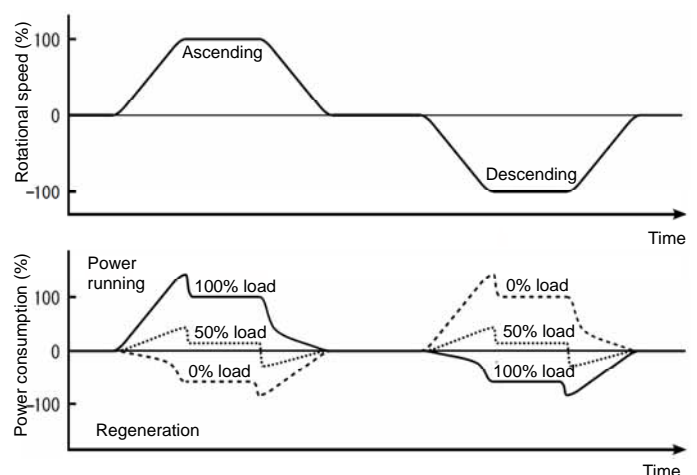 Rotational speed (%)
100
0
-100
Ascending
Descending
Time
Power consumption (%)
100
0
-100
Power
running
100% load
50% load
0% load
0% load
50% load
100% load
Regeneration
Time